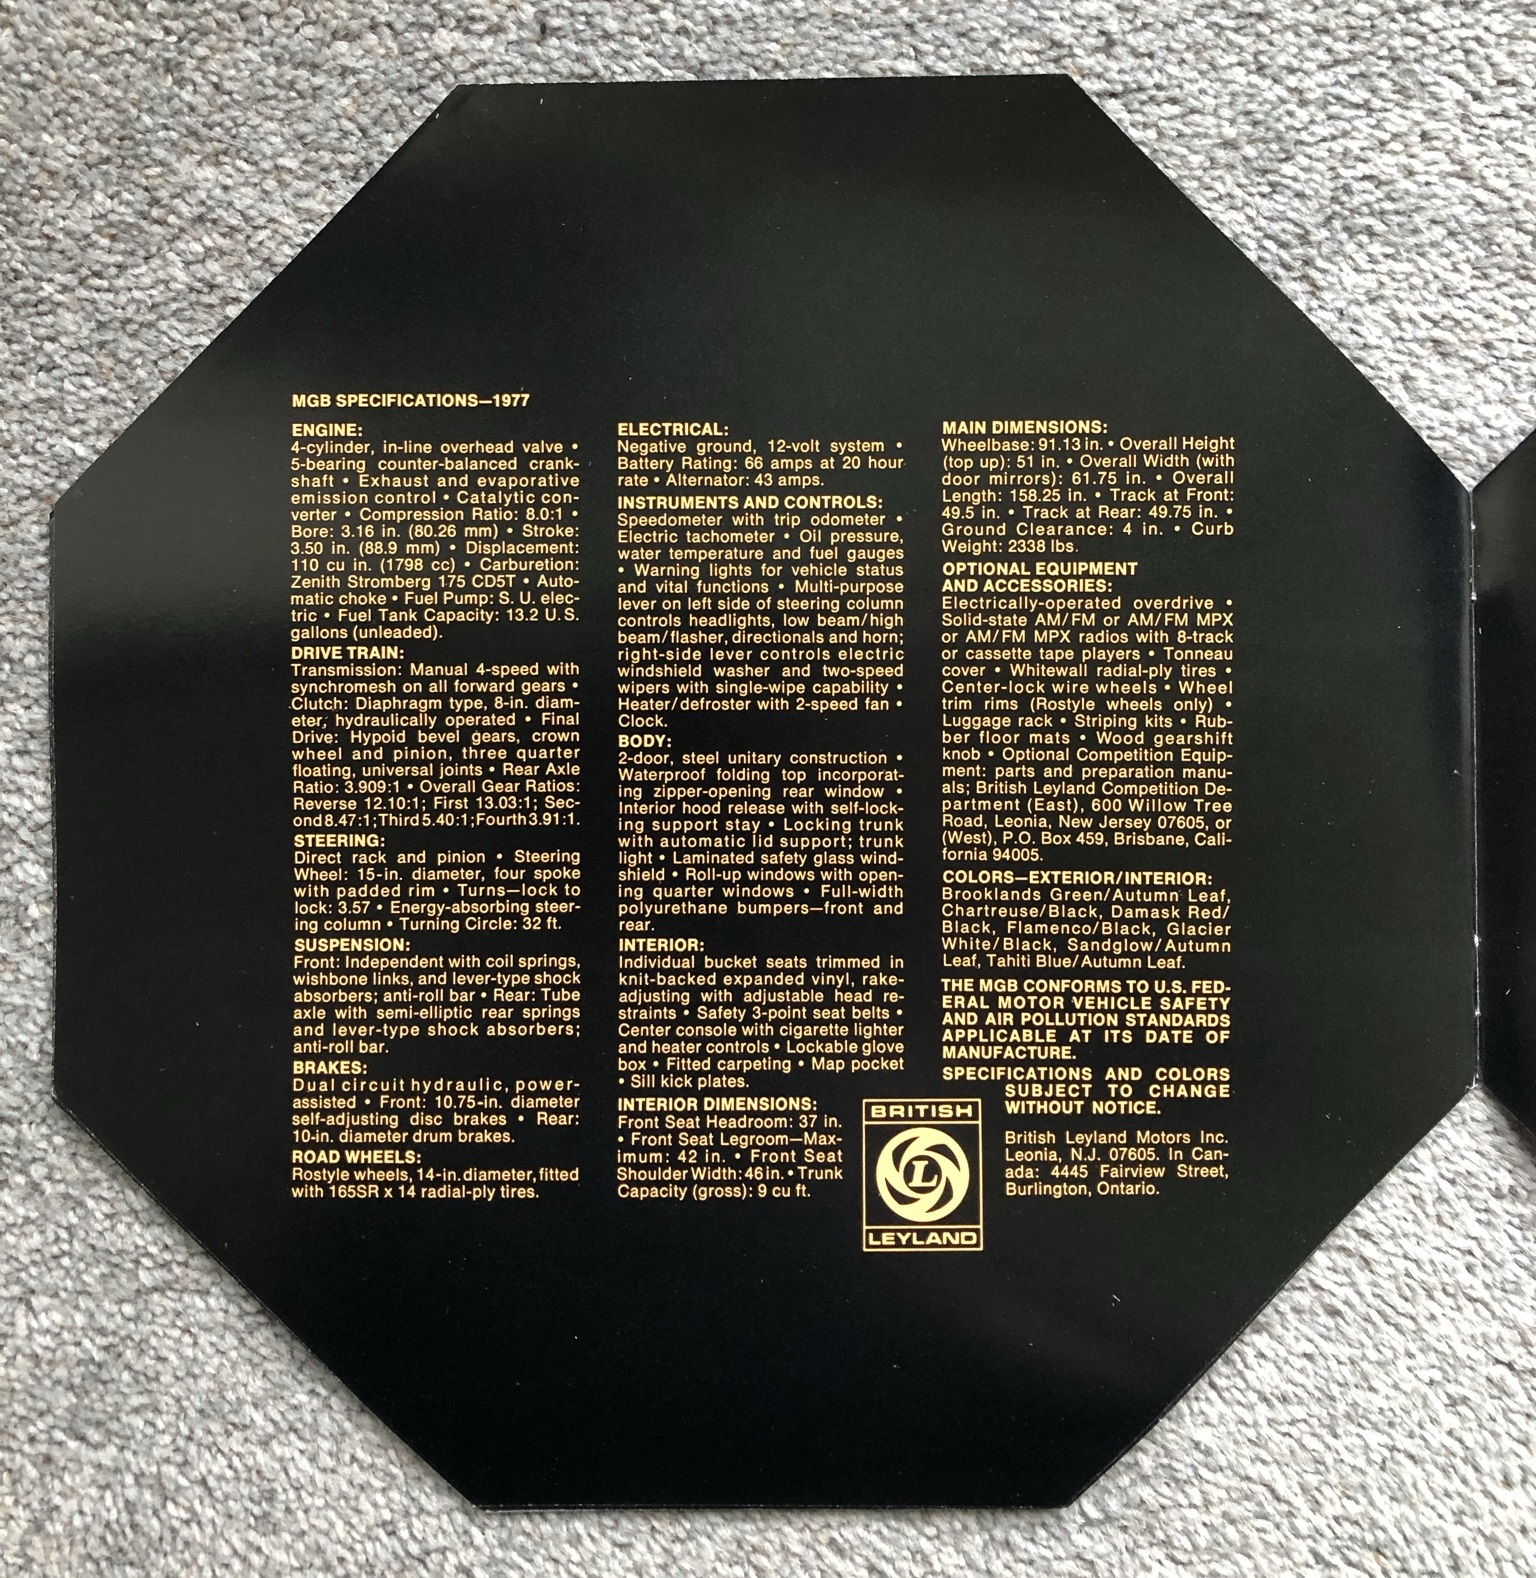 MGB SPECIFICATIONS—1977
ENGINE:
4-cylinder, in-line overhead valve •
5-bearing counter-balanced crank-
shaft • Exhaust and evaporative
emission control • Catalytic con-
verter • Compression Ratio: 8.0:1 •
Bore: 3.16 in. (80.26 mm) • Stroke:
3.50 in. (88.9 mm) • Displacement:
110 cu in. (1798 cc) • Carburetion:
Zenith Stromberg 175 CD5T • Auto-
matic choke • Fuel Pump: S. U. elec-
tric • Fuel Tank Capacity: 13.2 U.S.
gallons (unleaded).
DRIVE TRAIN:
Transmission: Manual 4-speed with
synchromesh on all forward gears •
Clutch: Diaphragm type, 8-in. diam-
eter, hydraulically operated • Final
Drive: Hypoid bevel gears, crown
wheel and pinion, three quarter
floating, universal joints • Rear Axle
Ratio: 3.909:1 • Overall Gear Ratios:
Reverse 12.10:1; First 13.03:1; Sec-
ond 8.47:1; Third 5.40:1; Fourth 3.91:1.
STEERING:
Direct rack and pinion • Steering
Wheel: 15-in. diameter, four spoke
with padded rim • Turns—lock to
lock: 3.57 • Energy-absorbing steer-
ing column • Turning Circle: 32 ft.
SUSPENSION:
Front: Independent with coil springs,
wishbone links, and lever-type shock
absorbers; anti-roll bar • Rear: Tube
axle with semi-elliptic rear springs
and lever-type shock absorbers;
anti-roll bar.
BRAKES:
Dual circuit hydraulic, power-
assisted • Front: 10.75-in. diameter
self-adjusting disc brakes • Rear:
10-in. diameter drum brakes.
ROAD WHEELS:
Rostyle wheels, 14-in. diameter, fitted
with 165SR x 14 radial-ply tires.
ELECTRICAL:
Negative ground, 12-volt system •
Battery Rating: 66 amps at 20 hour
rate • Alternator: 43 amps.
INSTRUMENTS AND CONTROLS:
Speedometer with trip odometer •
Electric tachometer • Oil pressure,
water temperature and fuel gauges
• Warning lights for vehicle status
and vital functions • Multi-purpose
lever on left side of steering column
controls headlights, low beam/high
beam/flasher, directionals and horn;
right-side lever controls electric
windshield washer and two-speed
wipers with single-wipe capability •
Heater/defroster with 2-speed fan •
Clock.
BODY:
2-door, steel unitary construction •
Waterproof folding top incorporat-
ing zipper-opening rear window •
Interior hood release with self-lock-
ing support stay • Locking trunk
with automatic lid support; trunk
light • Laminated safety glass wind-
shield • Roll-up windows with open-
ing quarter windows • Full-width
polyurethane bumpers—front and
rear.
INTERIOR:
Individual bucket seats trimmed in
knit-backed expanded vinyl, rake-
adjusting with adjustable head re-
straints • Safety 3-point seat belts •
Center console with cigarette lighter
and heater controls • Lockable glove
box • Fitted carpeting • Map pocket
• Sill kick plates.
INTERIOR DIMENSIONS:
Front Seat Headroom: 37 in.
• Front Seat Legroom—Max-
imum: 42 in. • Front Seat
Shoulder Width: 46 in. • Trunk
Capacity (gross): 9 cu ft.
MAIN DIMENSIONS:
Wheelbase: 91.13 in. • Overall Height
(top up): 51 in. • Overall Width (with
door mirrors): 61.75 in. • Overall
Length: 158.25 in. • Track at Front:
49.5 in. • Track at Rear: 49.75 in. •
Ground Clearance: 4 in. • Curb
Weight: 2338 lbs.
OPTIONAL EQUIPMENT
AND ACCESSORIES:
Electrically-operated overdrive •
Solid-state AM/FM or AM/FM MPX
or AM/FM MPX radios with 8-track
or cassette tape players • Tonneau
cover • Whitewall radial-ply tires •
Center-lock wire wheels • Wheel
trim rims (Rostyle wheels only) •
Luggage rack • Striping kits • Rub-
ber floor mats • Wood gearshift
knob • Optional Competition Equip-
ment: parts and preparation manu-
als; British Leyland Competition De-
partment (East), 600 Willow Tree
Road, Leonia, New Jersey 07605, or
(West), P.O. Box 459, Brisbane, Cali-
fornia 94005.
COLORS—EXTERIOR/INTERIOR:
Brooklands Green/Autumn Leaf,
Chartreuse/Black, Damask Red/
Black, Flamenco/Black, Glacier
White/Black, Sandglow/Autumn
Leaf, Tahiti Blue/Autumn Leaf.
THE MGB CONFORMS TO U.S. FED-
ERAL MOTOR VEHICLE SAFETY
AND AIR POLLUTION STANDARDS
APPLICABLE AT ITS DATE OF
MANUFACTURE.
SPECIFICATIONS AND COLORS
SUBJECT TO CHANGE
WITHOUT NOTICE.
British Leyland Motors Inc.
Leonia, N.J. 07605. In Can-
ada: 4445 Fairview Street,
Burlington, Ontario.
BRITISH
L
LEYLAND